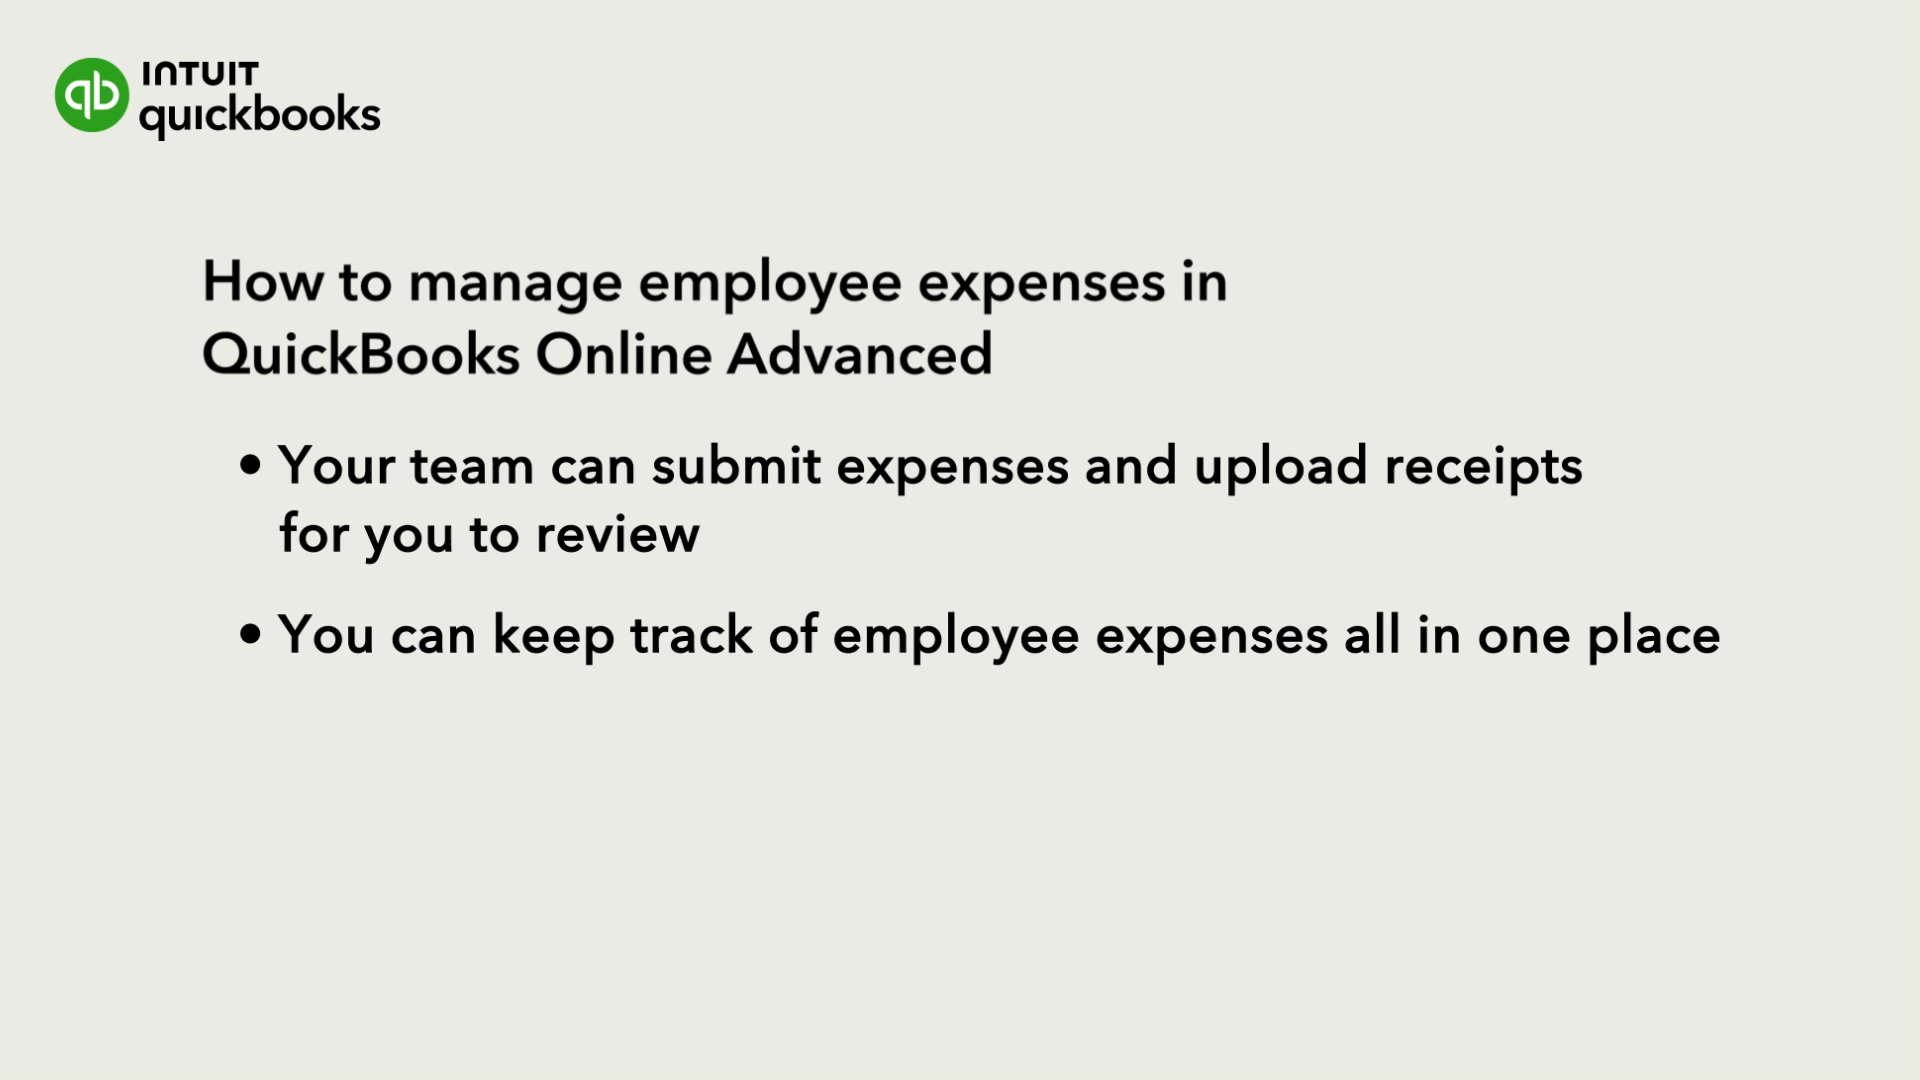 qb INTUIT
quickbooks
How to manage employee expenses in
QuickBooks Online Advanced
• Your team can submit expenses and upload receipts
for you to review
• You can keep track of employee expenses all in one place